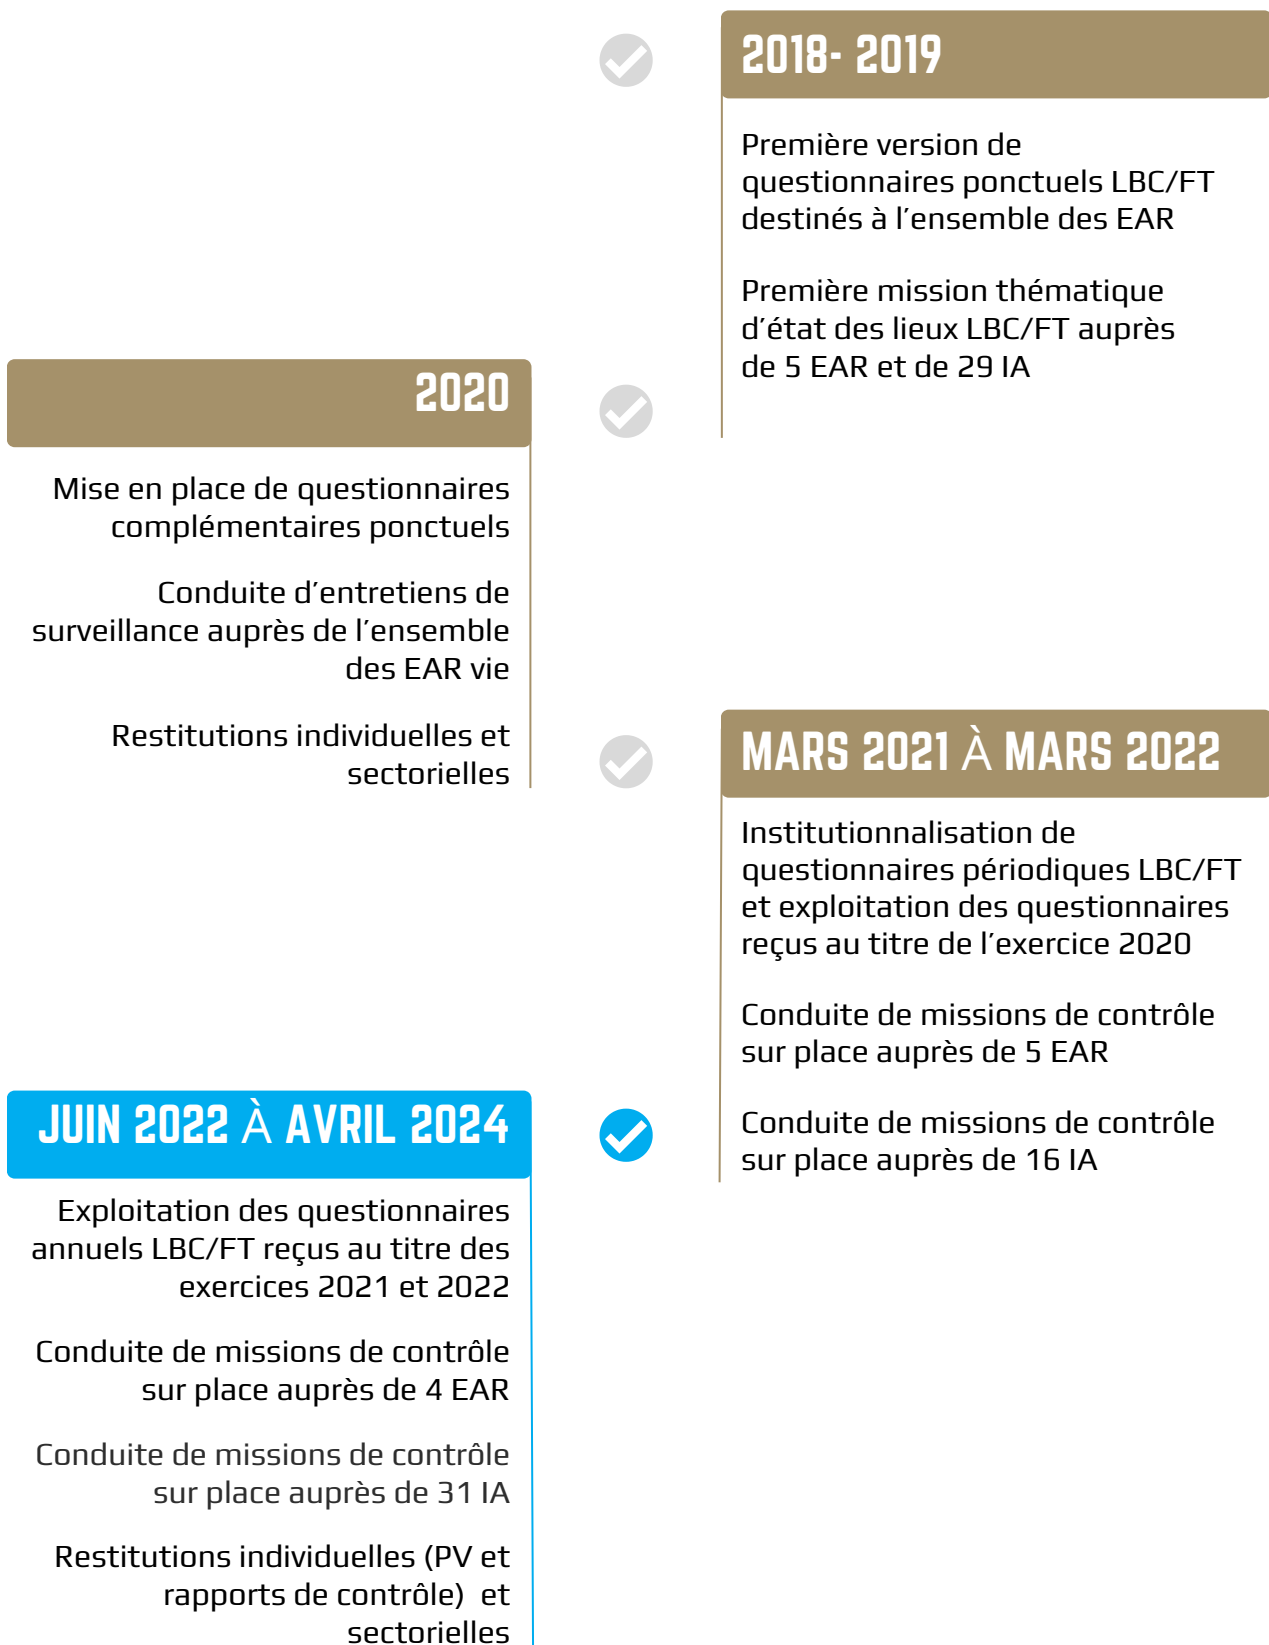 2018- 2019
Première version de
questionnaires ponctuels LBC/FT
destinés à l’ensemble des EAR
Première mission thématique
d’état des lieux LBC/FT auprès
de 5 EAR et de 29 IA
2020
Mise en place de questionnaires
complémentaires ponctuels
Conduite d’entretiens de
surveillance auprès de l’ensemble
des EAR vie
Restitutions individuelles et
sectorielles
MARS 2021 À MARS 2022
Institutionnalisation de
questionnaires périodiques LBC/FT
et exploitation des questionnaires
reçus au titre de l’exercice 2020
Conduite de missions de contrôle
sur place auprès de 5 EAR
Conduite de missions de contrôle
sur place auprès de 16 IA
JUIN 2022 À AVRIL 2024
Exploitation des questionnaires
annuels LBC/FT reçus au titre des
exercices 2021 et 2022
Conduite de missions de contrôle
sur place auprès de 4 EAR
Conduite de missions de contrôle
sur place auprès de 31 IA
Restitutions individuelles (PV et
rapports de contrôle) et
sectorielles